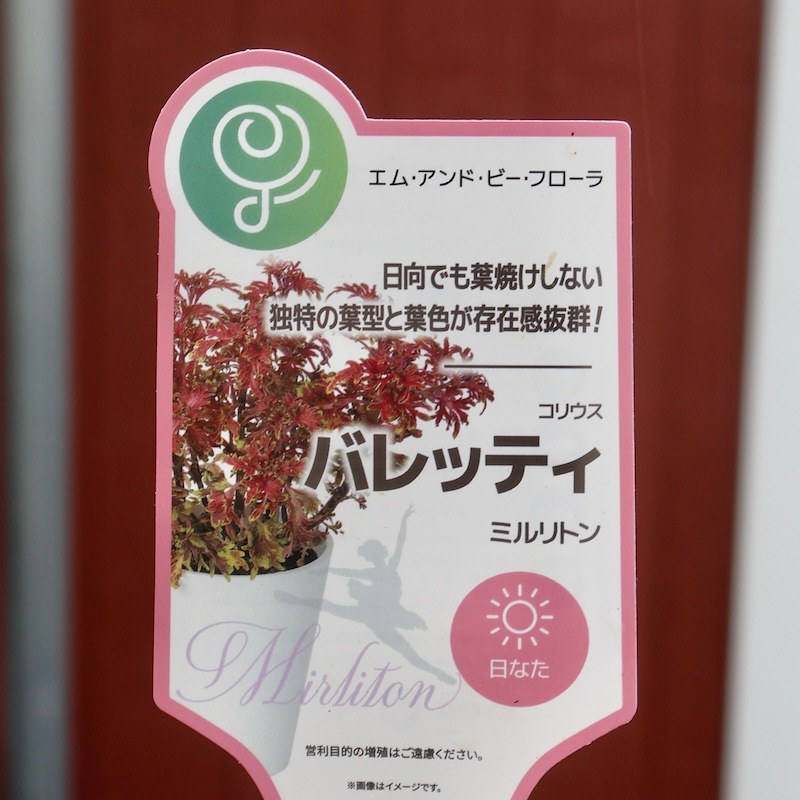 エム・アンド・ビー・フローラ
日向でも葉焼けしない
独特の葉型と葉色が存在感抜群!
コリウス
バレッティ
ミルリトン
日なた
Mirliton
営利目的の増殖はご遠慮ください。
※画像はイメージです。